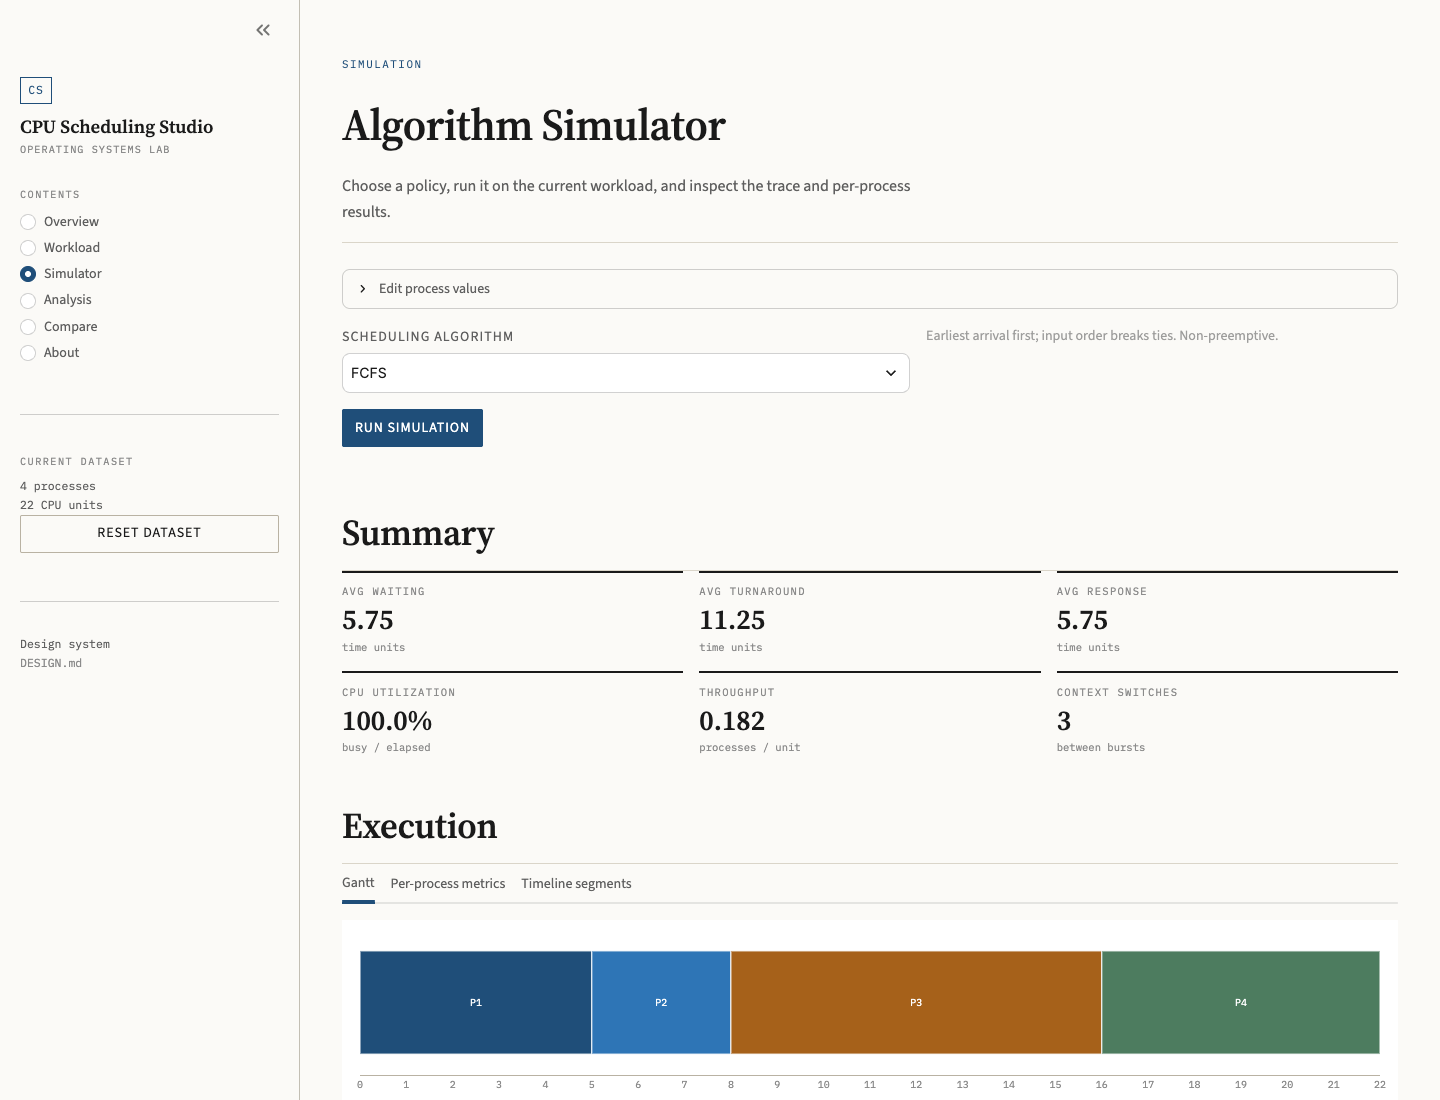 CS
CPU Scheduling Studio
OPERATING SYSTEMS LAB
CONTENTS
Overview
Workload
Simulator
Analysis
Compare
About
CURRENT DATASET
4 processes
22 CPU units
RESET DATASET
Design system
DESIGN.md
SIMULATION
Algorithm Simulator
Choose a policy, run it on the current workload, and inspect the trace and per-process
results.
Edit process values
SCHEDULING ALGORITHM
Earliest arrival first; input order breaks ties. Non-preemptive.
FCFS
RUN SIMULATION
Summary
AVG WAITING
5.75
time units
AVG TURNAROUND
11.25
time units
AVG RESPONSE
5.75
time units
CPU UTILIZATION
100.0%
busy / elapsed
THROUGHPUT
0.182
processes / unit
CONTEXT SWITCHES
3
between bursts
Execution
Gantt Per-process metrics Timeline segments
P1 P2 P3 P4
0 1 2 3 4 5 6 7 8 9 10 11 12 13 14 15 16 17 18 19 20 21 22